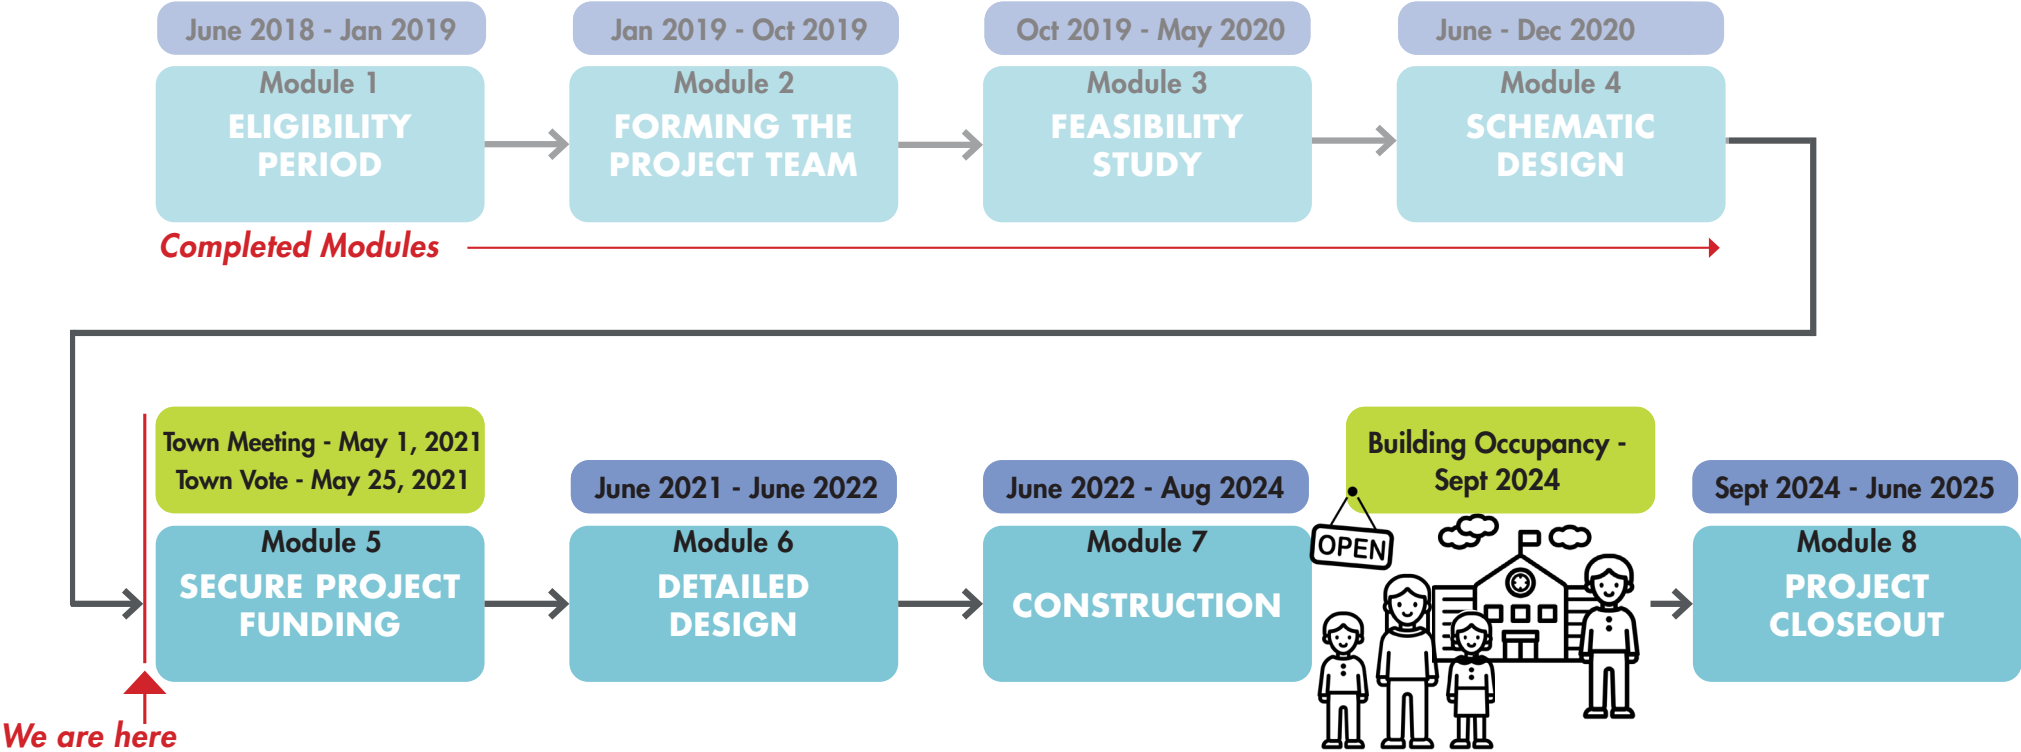 June 2018 - Jan 2019
Module 1
ELIGIBILITY
PERIOD
Jan 2019 - Oct 2019
Module 2
FORMING THE
PROJECT TEAM
Oct 2019 - May 2020
Module 3
FEASIBILITY
STUDY
June - Dec 2020
Module 4
SCHEMATIC
DESIGN
Completed Modules
Town Meeting - May 1, 2021
Town Vote - May 25, 2021
Module 5
SECURE PROJECT
FUNDING
June 2021 - June 2022
Module 6
DETAILED
DESIGN
June 2022 - Aug 2024
Module 7
CONSTRUCTION
Building Occupancy -
Sept 2024
OPEN
Sept 2024 - June 2025
Module 8
PROJECT
CLOSEOUT
We are here